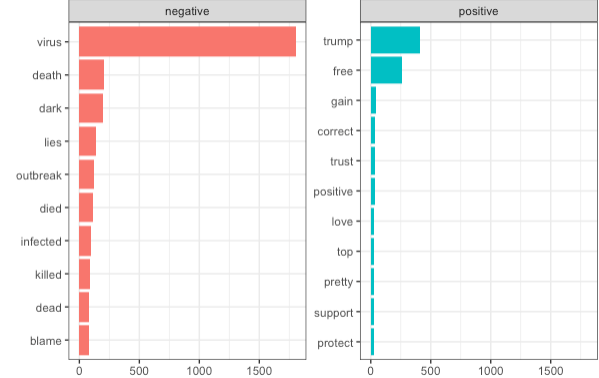 negative
virus
death
dark
lies
outbreak
died
infected
killed
dead
blame
0 500 1000 1500
positive
trump
free
gain
correct
trust
positive
love
top
pretty
support
protect
0 500 1000 1500